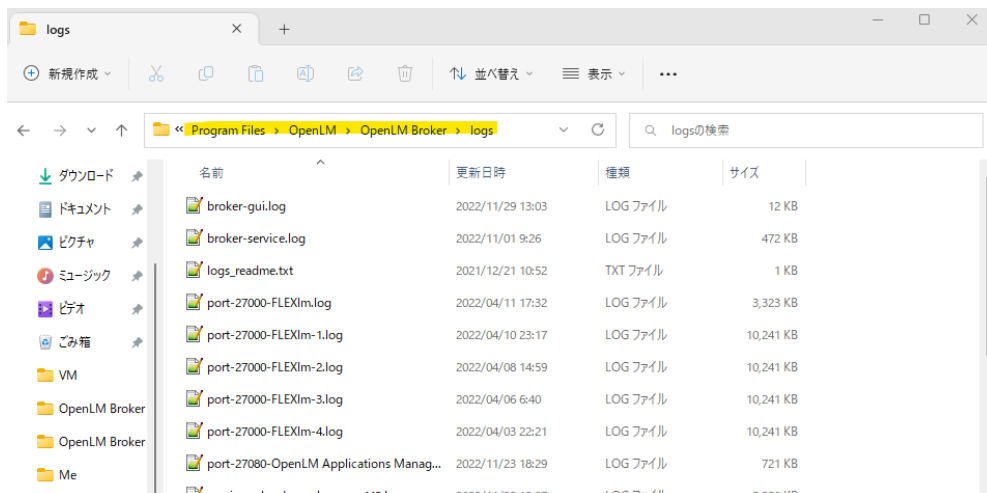 logs
新規作成
並べ替え
表示
« Program Files > OpenLM > OpenLM Broker > logs
logsの検索
ダウンロード
ドキュメント
ピクチャ
ミュージック
ビデオ
ごみ箱
VM
OpenLM Broker
OpenLM Broker
Me
名前 更新日時 種類 サイズ
broker-gui.log 2022/11/29 13:03 LOG ファイル 12 KB
broker-service.log 2022/11/01 9:26 LOG ファイル 472 KB
logs_readme.txt 2021/12/21 10:52 TXT ファイル 1 KB
port-27000-FLEXlm.log 2022/04/11 17:32 LOG ファイル 3,323 KB
port-27000-FLEXlm-1.log 2022/04/10 23:17 LOG ファイル 10,241 KB
port-27000-FLEXlm-2.log 2022/04/08 14:59 LOG ファイル 10,241 KB
port-27000-FLEXlm-3.log 2022/04/06 6:40 LOG ファイル 10,241 KB
port-27000-FLEXlm-4.log 2022/04/03 22:21 LOG ファイル 10,241 KB
port-27080-OpenLM Applications Manag... 2022/11/23 18:29 LOG ファイル 721 KB